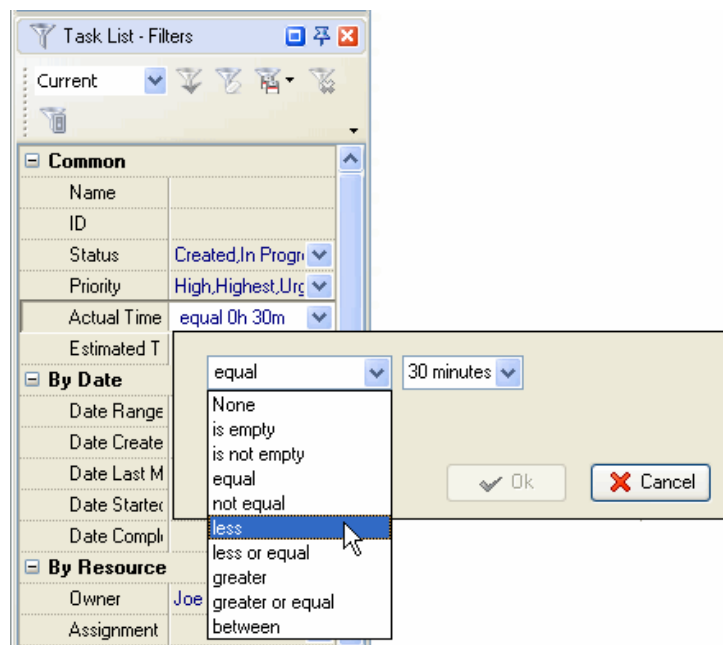 Task List - Filters
Current
Common
Name
ID
Status Created,In Progr
Priority High,Highest,Urg
Actual Time equal 0h 30m
Estimated T
equal 30 minutes
By Date
None
Date Range
is empty
Date Create
is not empty
Date Last M
equal
Ok Cancel
Date Started
not equal
less
Date Compl
less or equal
By Resource
greater
Owner Joe
greater or equal
Assignment
between